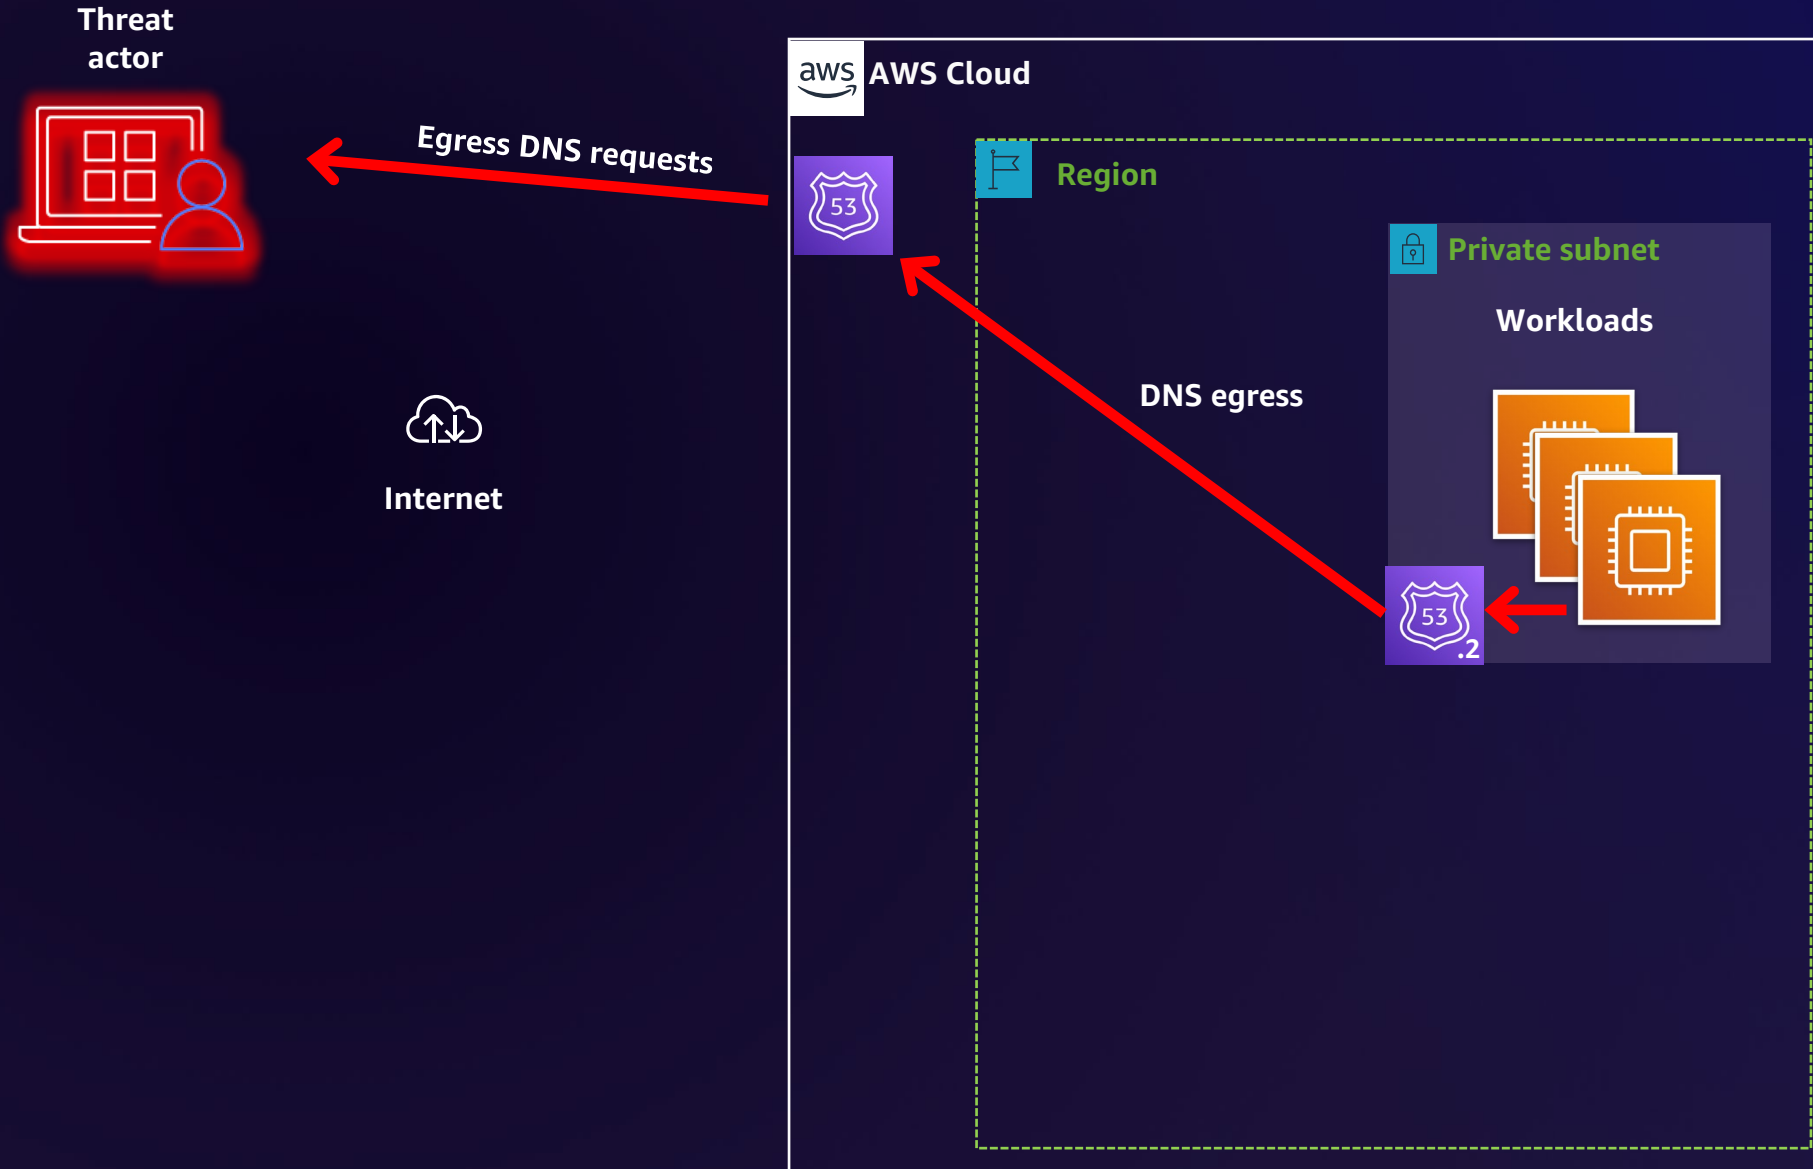 Threat
actor
aws
AWS Cloud
Egress DNS requests
53
Region
Private subnet
Workloads
DNS egress
Internet
53
.2